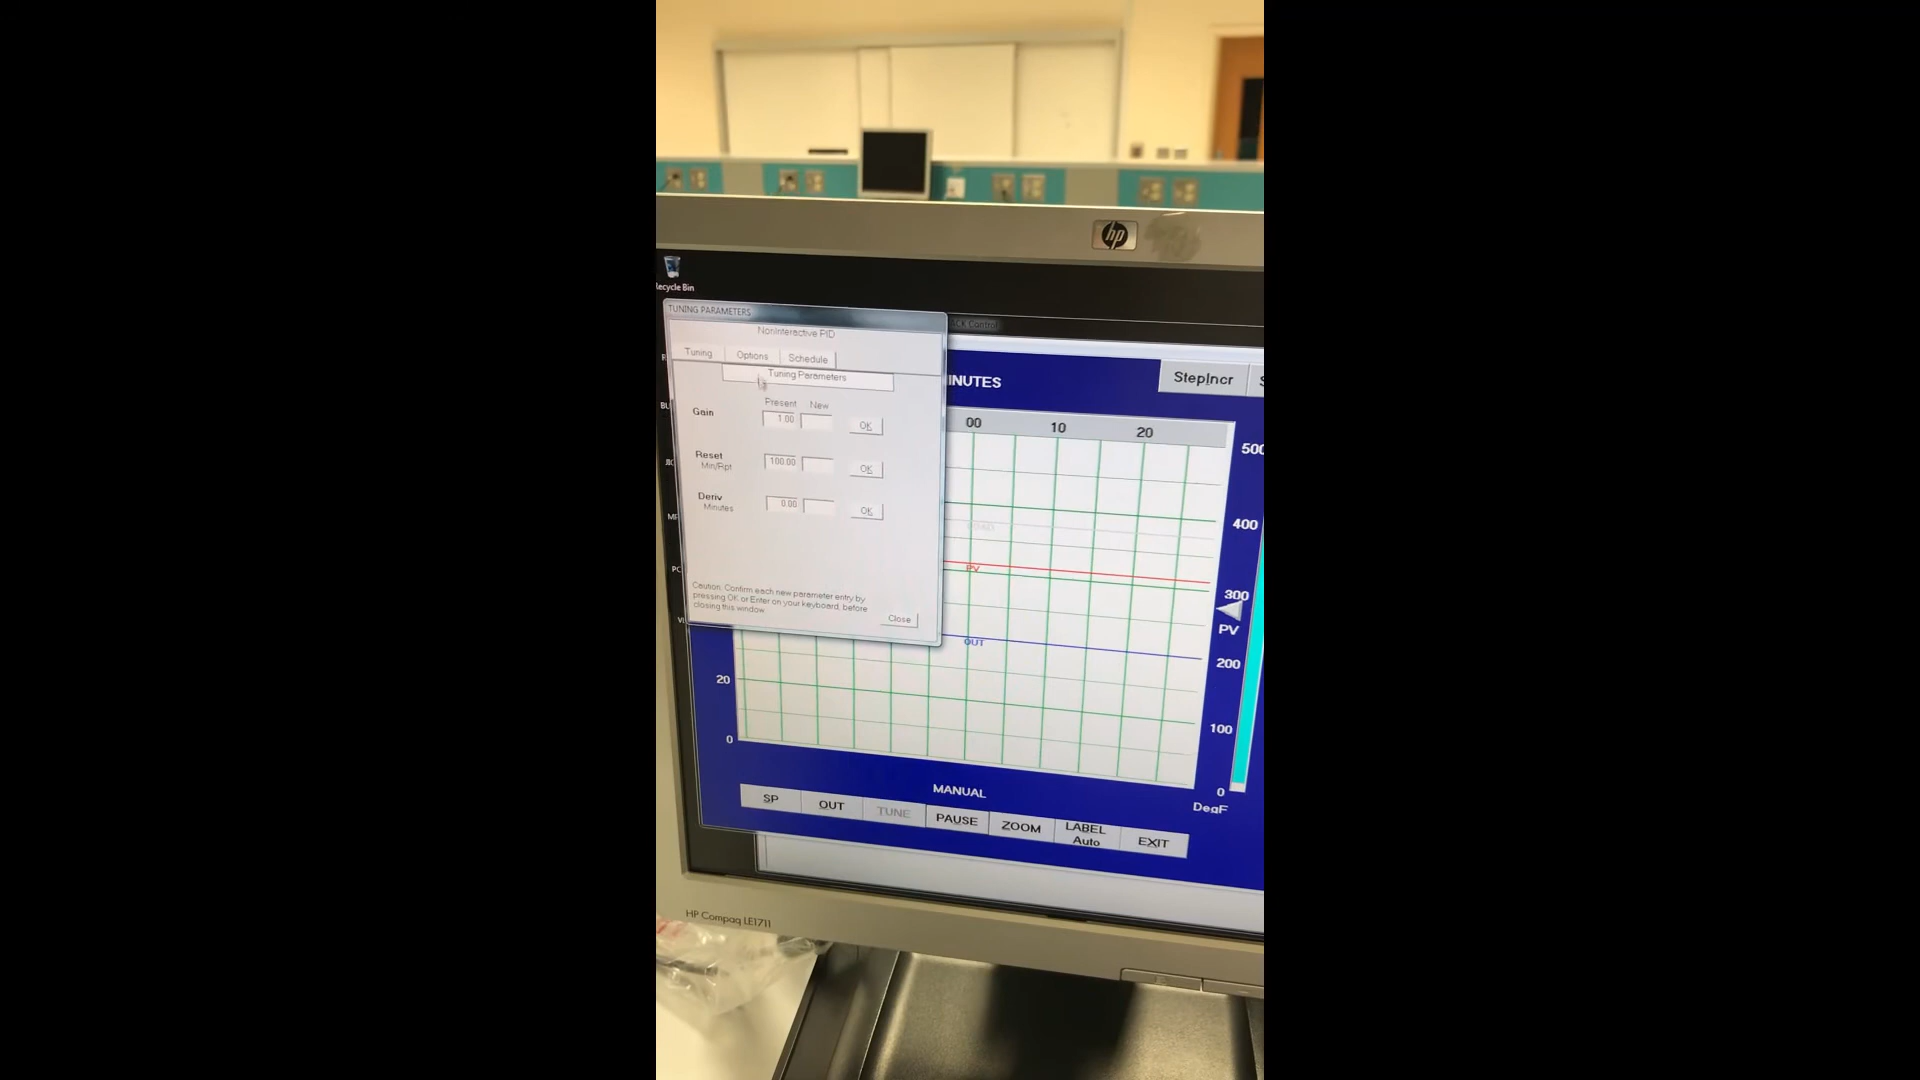 hp
Recycle Bin
TUNING PARAMETERS
NonInteractive PID
Tuning Options Schedule
Tuning Parameters
Present New
Gain 1.00 OK
Reset
Min/Rpt
100.00 OK
Deriv
Minutes
0.00 OK
Caution: Confirm each new parameter entry by
pressing OK or Enter on your keyboard, before
closing this window.
Close
Control
INUTES
StepIncr
00 10 20
500
400
PV
300
PV
OUT
200
20
100
0
0
DegF
MANUAL
SP OUT TUNE PAUSE ZOOM LABEL
Auto
EXIT
HP Compaq LE1711